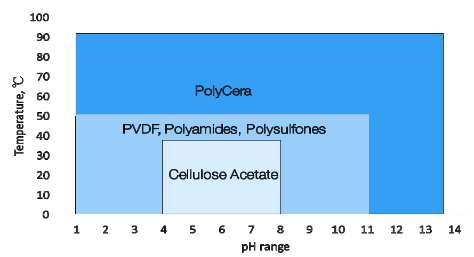 100
90
80
70
60
50
40
30
20
10
0
Temperature, ℃
PolyCera
PVDF, Polyamides, Polysulfones
Cellulose Acetate
1 2 3 4 5 6 7 8 9 10 11 12 13 14
pH range